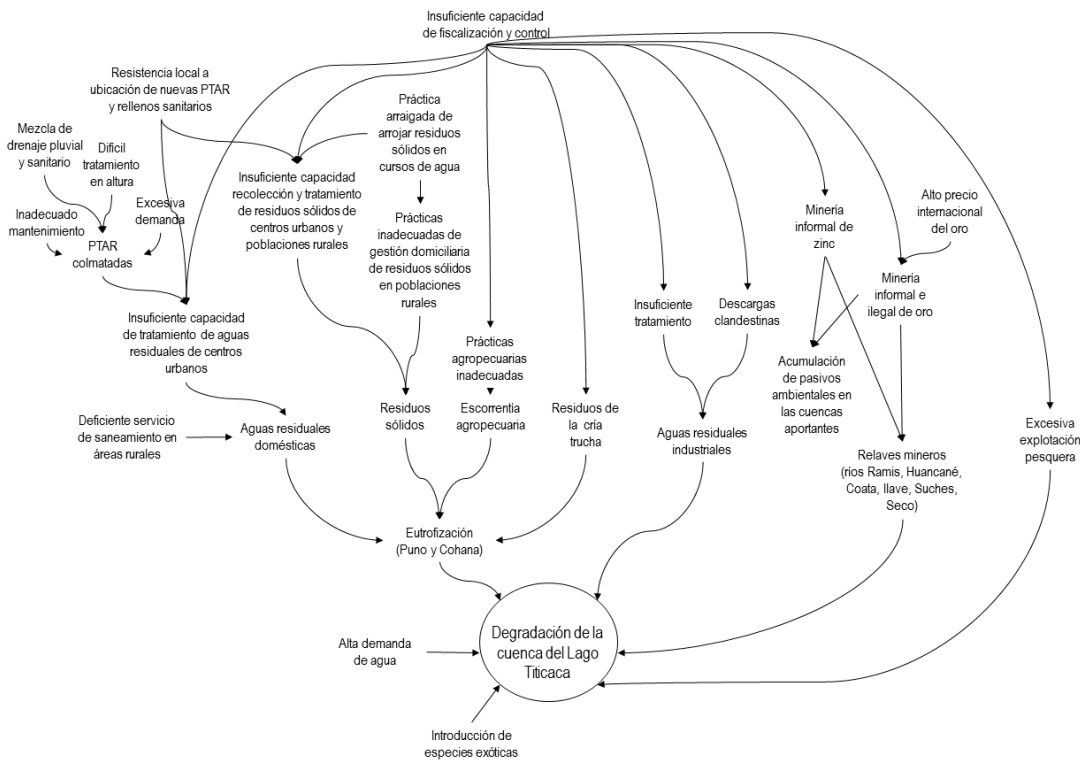 Insuficiente capacidad
de fiscalización y control
Resistencia local a
ubicación de nuevas PTAR
y rellenos sanitarios
Práctica
arraigada de
arrojar residuos
sólidos en
cursos de agua
Mezcla de
drenaje pluvial
y sanitario
Difícil
tratamiento
en altura
Inadecuado
mantenimiento
Excesiva
demanda
PTAR
colmatadas
Insuficiente capacidad
recolección y tratamiento
de residuos sólidos de
centros urbanos y
poblaciones rurales
Prácticas
inadecuadas de
gestión domiciliaria
de residuos sólidos
en poblaciones
rurales
Minería
informal de
zinc
Alto precio
internacional
del oro
Minería
informal e
ilegal de oro
Insuficiente capacidad
de tratamiento de aguas
residuales de centros
urbanos
Insuficiente
tratamiento
Descargas
clandestinas
Prácticas
agropecuarias
inadecuadas
Acumulación
de pasivos
ambientales en
las cuencas
aportantes
Deficiente servicio
de saneamiento en
áreas rurales
Aguas residuales
domésticas
Residuos
sólidos
Escorrentía
agropecuaria
Residuos de
la cría
trucha
Aguas residuales
industriales
Relaves mineros
(ríos Ramis, Huancané,
Coata, Ilave, Suches,
Seco)
Excesiva
explotación
pesquera
Eutrofización
(Puno y Cohana)
Degradación de la
cuenca del Lago
Titicaca
Alta demanda
de agua
Introducción de
especies exóticas